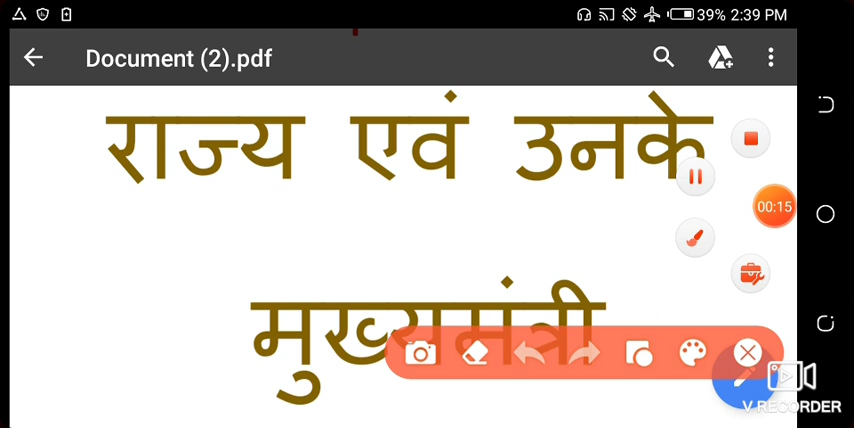 39% 2:39 PM
Document (2).pdf
राज्य एवं उनके
00:15
मुख्यमंत्री
V RECORDER